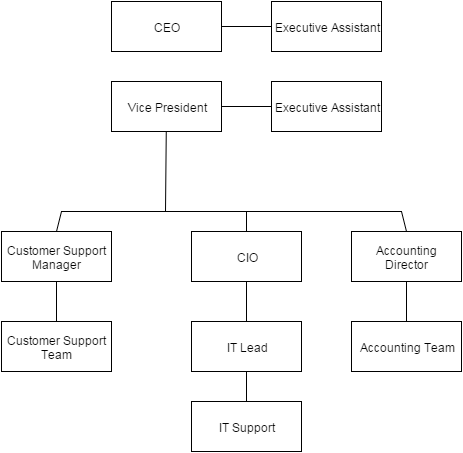 CEO
Executive Assistant
Vice President
Executive Assistant
Customer Support
Manager
CIO
Accounting
Director
Customer Support
Team
IT Lead
Accounting Team
IT Support